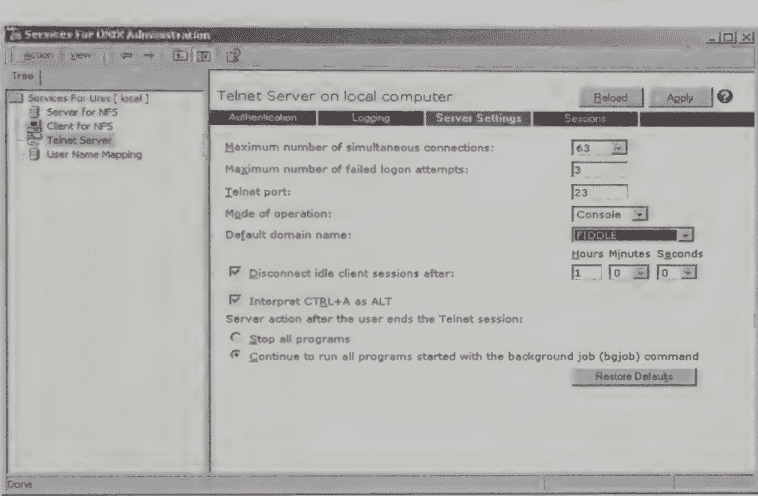 Services For UNIX Administration
Action View
Tree
Services For Unix [ local ]
Server for NFS
Client for NFS
Telnet Server
User Name Mapping
Telnet Server on local computer
Reload Apply
Authentication Logging Server Settings Sessions
Maximum number of simultaneous connections: 63
Maximum number of failed logon attempts: 3
Telnet port: 23
Mode of operation: Console
Default domain name: FIDDLE
Hours Minutes Seconds
Disconnect idle client sessions after: 1 0 0
Interpret CTRL+A as ALT
Server action after the user ends the Telnet session:
Stop all programs
Continue to run all programs started with the background job (bgjob) command
Restore Defaults
Done